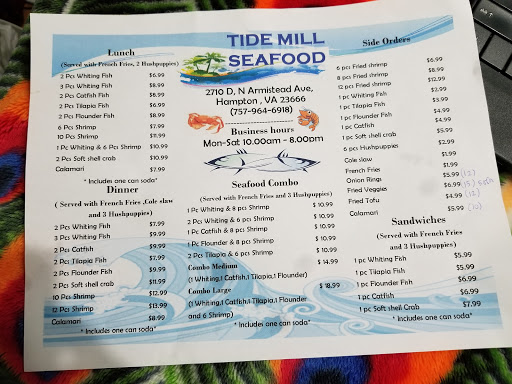 Lunch
(Served with French Fries, 2 Hushpuppies)
2 Pcs Whiting Fish $6.99
3 Pcs Whiting Fish $8.99
2 Pcs Catfish Fish $8.99
2 Pcs Tilapia Fish $6.99
2 Pcs Flounder Fish $8.99
6 Pcs Shrimp $7.99
10 Pcs Shrimp $11.99
1 Pc Whiting & 6 Pcs Shrimp $10.99
2 Pcs Soft shell crab $10.99
Calamari $7.99
* Includes one can soda*
Dinner
( Served with French Fries ,Cole slaw
and 3 Hushpuppies)
2 Pcs Whiting Fish $7.99
3 Pcs Whiting Fish $9.99
2 Pcs Catfish $9.99
2 Pcs Tilapia Fish $7.99
2 Pcs Flounder Fish $9.99
2 Pcs Soft shell crab $11.99
10 Pcs Shrimp $12.99
12 Pcs Shrimp $13.99
Calamari $8.99
* Includes one can soda*
TIDE MILL
SEAFOOD
2710 D, N Armistead Ave,
Hampton , VA 23666
(757-964-6918)
Business hours
Mon-Sat 10.00am - 8.00pm
Seafood Combo
(Served with French Fries and 3 Hushpuppies)
1 Pc Whiting & 8 pcs Shrimp $ 10.99
2 Pcs Whiting & 6 pcs Shrimp $ 10.99
1 Pc Catfish & 8 pcs Shrimp $ 10.99
1 Pc Flounder & 8 pcs Shrimp $ 10.99
2 Pcs Tilapia & 6 pcs Shrimp $ 10.99
Combo Medium $ 14.99
(1 Whiting,1 Catfish,1 Tilapia,1 Flounder)
Combo Large $ 18.99
(1 Whiting,1 Catfish,1 Tilapia,1 Flounder
and 6 Shrimp)
* Includes one can soda*
Side Orders
6 pcs Fried shrimp $6.99
8 pcs Fried shrimp $8.99
12 pcs Fried shrimp $12.99
1 pc Whiting Fish $2.99
1 pc Tilapia Fish $3.99
1 pc Flounder Fish $4.99
1 pc Catfish $4.99
1 pc Soft shell crab $5.99
6 pcs Hushpuppies $2.99
Cole slaw $1.99
French Fries $1.99
Onion Rings $5.99 (12)
Fried Veggies $6.99
Fried Tofu $4.99 (12)
Calamari $5.99 (10)
Sandwiches
(Served with French Fries
and 3 Hushpuppies)
1 pc Whiting Fish $5.99
1 pc Tilapia Fish $5.99
1 pc Flounder Fish $6.99
1 pc Catfish $6.99
1 pc Soft shell Crab $7.99
* Includes one can soda*